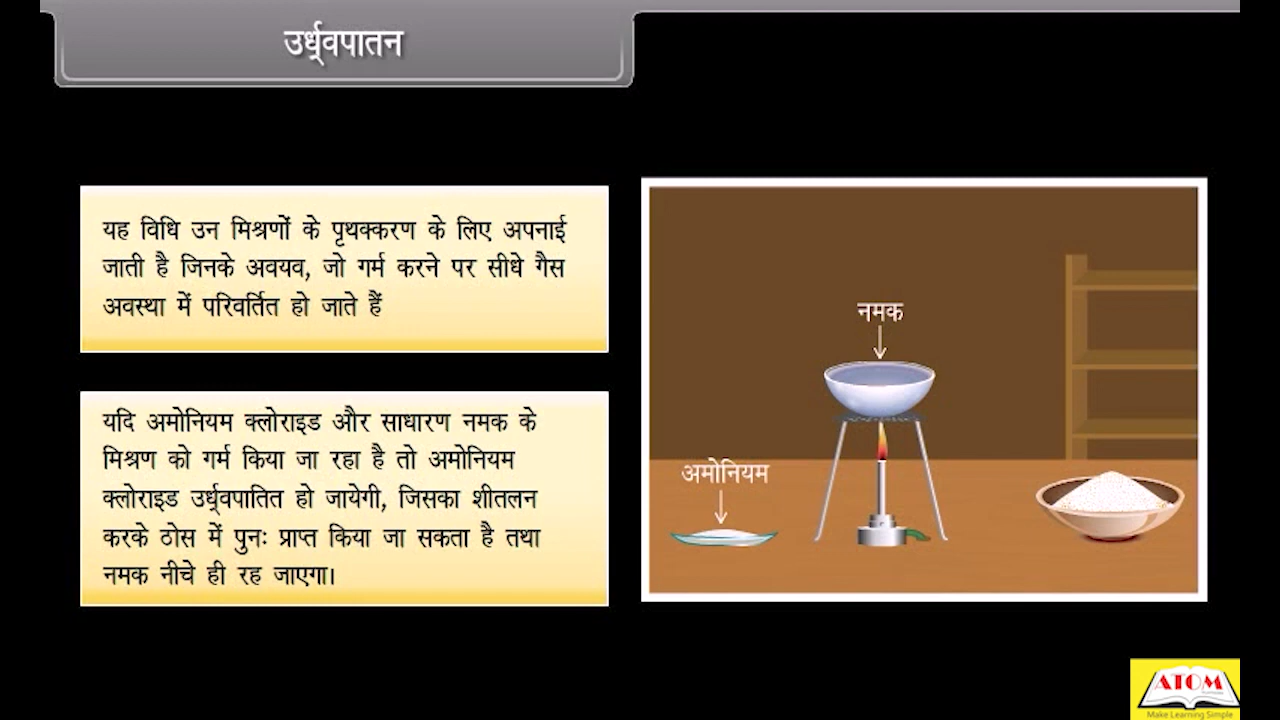 उर्ध्वपातन
यह विधि उन मिश्रणों के पृथक्करण के लिए अपनाई
जाती है जिनके अवयव, जो गर्म करने पर सीधे गैस
अवस्था में परिवर्तित हो जाते हैं
यदि अमोनियम क्लोराइड और साधारण नमक के
मिश्रण को गर्म किया जा रहा है तो अमोनियम
क्लोराइड उर्ध्वपातित हो जायेगी, जिसका शीतलन
करके ठोस में पुनः प्राप्त किया जा सकता है तथा
नमक नीचे ही रह जाएगा।
नमक
अमोनियम
ATOM
Make Learning Simple